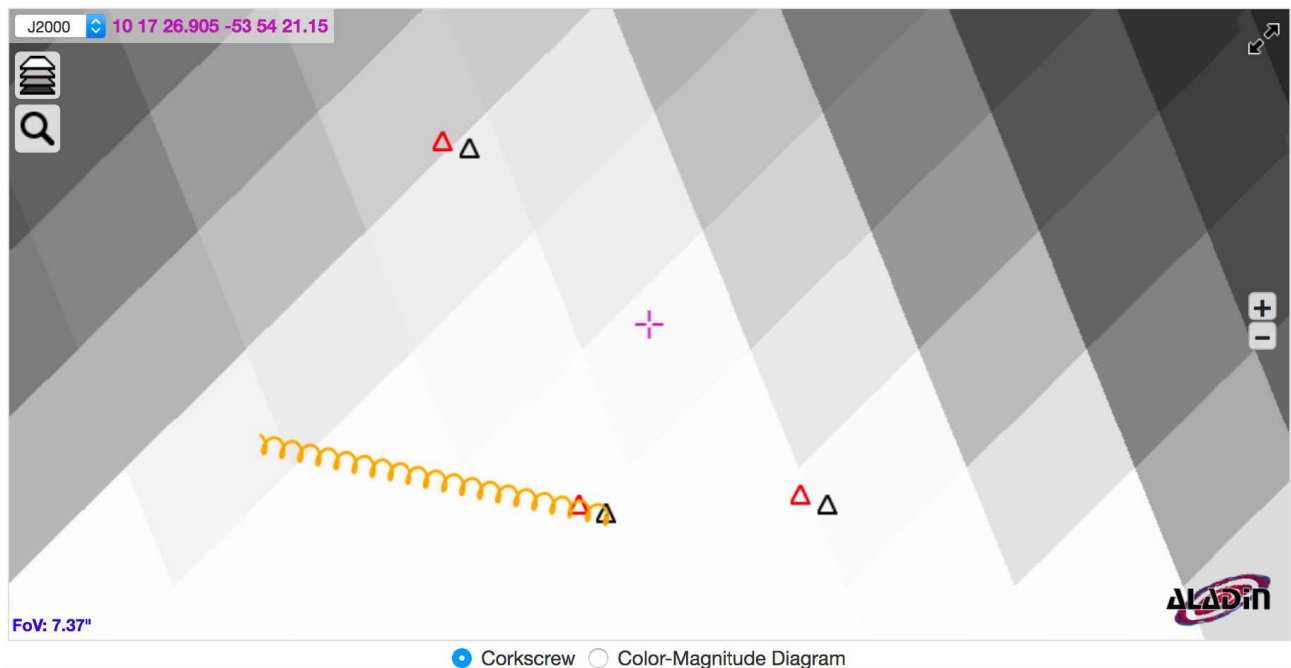 J2000 10 17 26.905 -53 54 21.15
+
−
ALADiN
FoV: 7.37"
Corkscrew Color-Magnitude Diagram